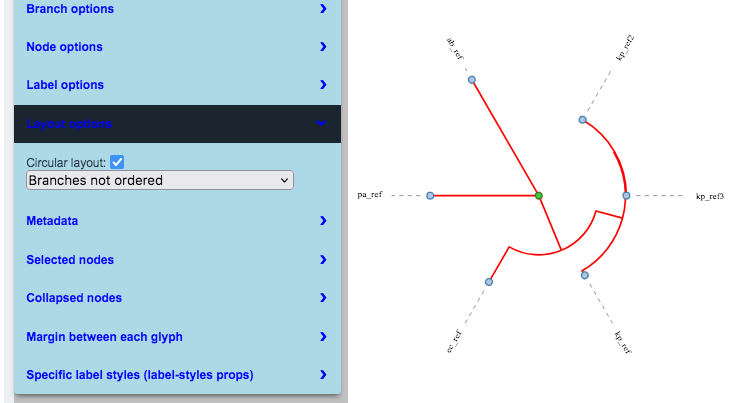 Branch options
Node options
Label options
Layout options
Circular layout:
Branches not ordered
Metadata
Selected nodes
Collapsed nodes
Margin between each glyph
Specific label styles (label-styles props)
ab_ref
kp_ref2
pa_ref
kp_ref3
ec_ref
kp_ref